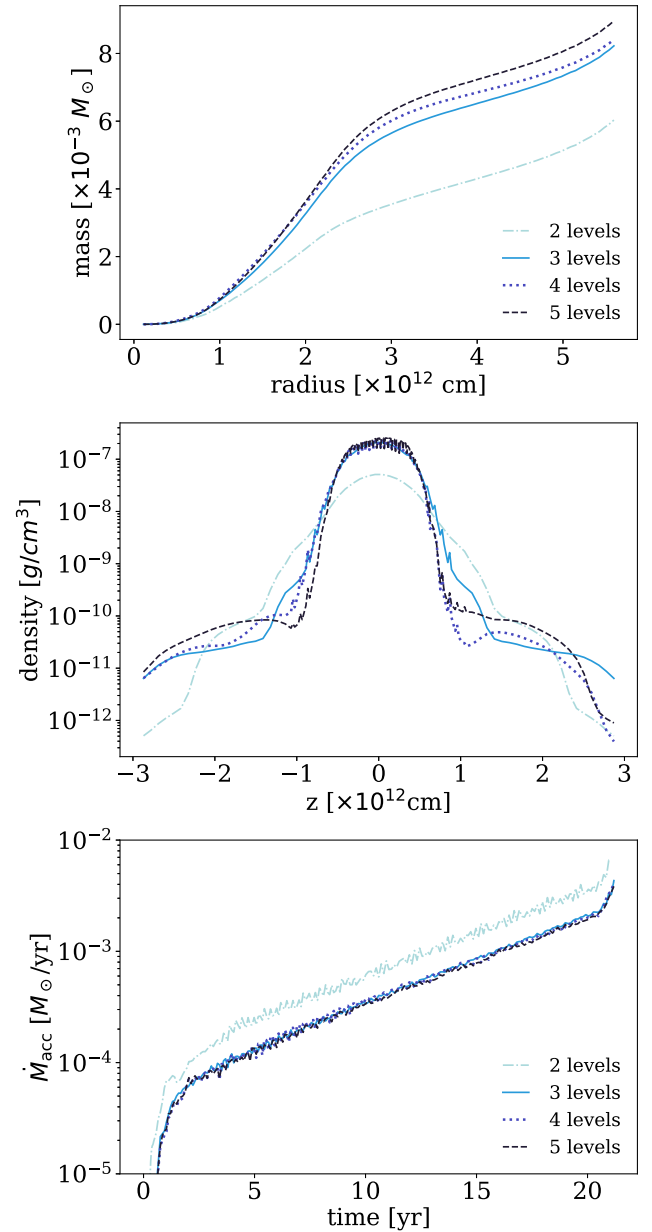 8
6
4
2
0
mass [×10⁻³ M⊙]
2 levels
3 levels
4 levels
5 levels
1 2 3 4 5
radius [×10¹² cm]
10⁻⁷
10⁻⁸
10⁻⁹
10⁻¹⁰
10⁻¹¹
10⁻¹²
density [g/cm³]
−3 −2 −1 0 1 2 3
z [×10¹²cm]
10⁻²
10⁻³
10⁻⁴
10⁻⁵
Ṁacc [M⊙/yr]
2 levels
3 levels
4 levels
5 levels
0 5 10 15 20
time [yr]